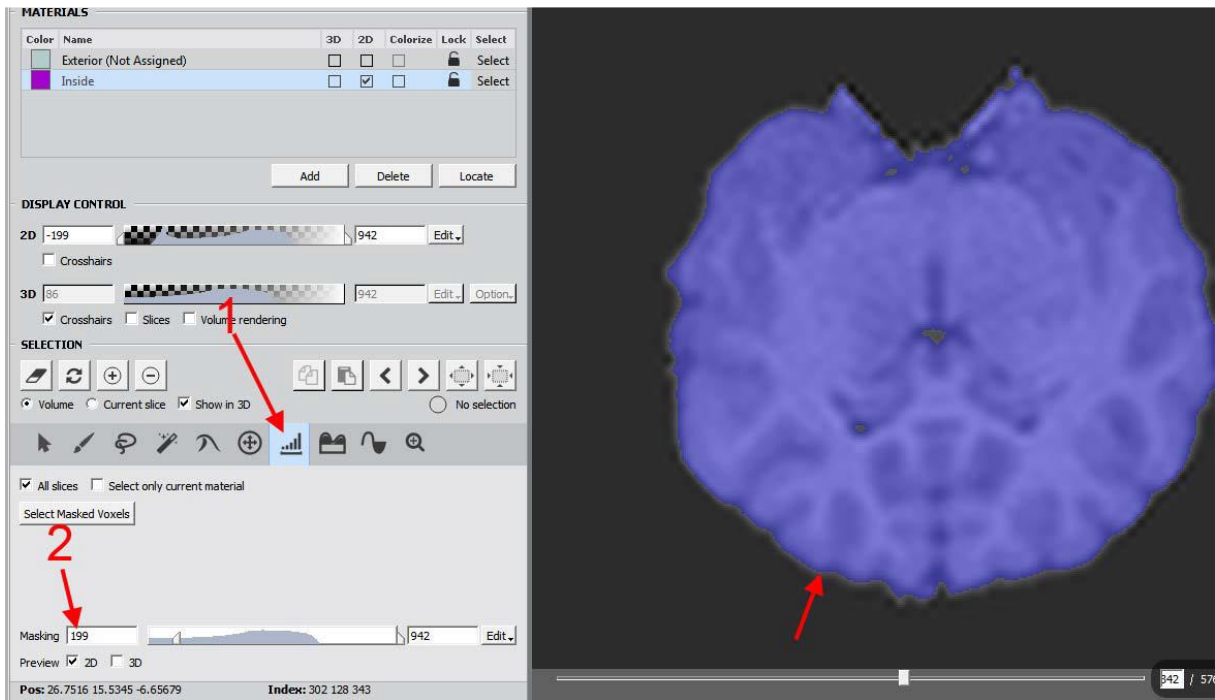 MATERIALS
Color Name 3D 2D Colorize Lock Select
Exterior (Not Assigned) Select
Inside Select
Add Delete Locate
DISPLAY CONTROL
2D -199 942 Edit
Crosshairs
3D 86 942 Edit Option
Crosshairs Slices Volume rendering
1
SELECTION
Volume Current slice Show in 3D No selection
All slices Select only current material
Select Masked Voxels
2
Masking 199 942 Edit
Preview 2D 3D
Pos: 26.7516 15.5345 -6.65679 Index: 302 128 343
342 / 576